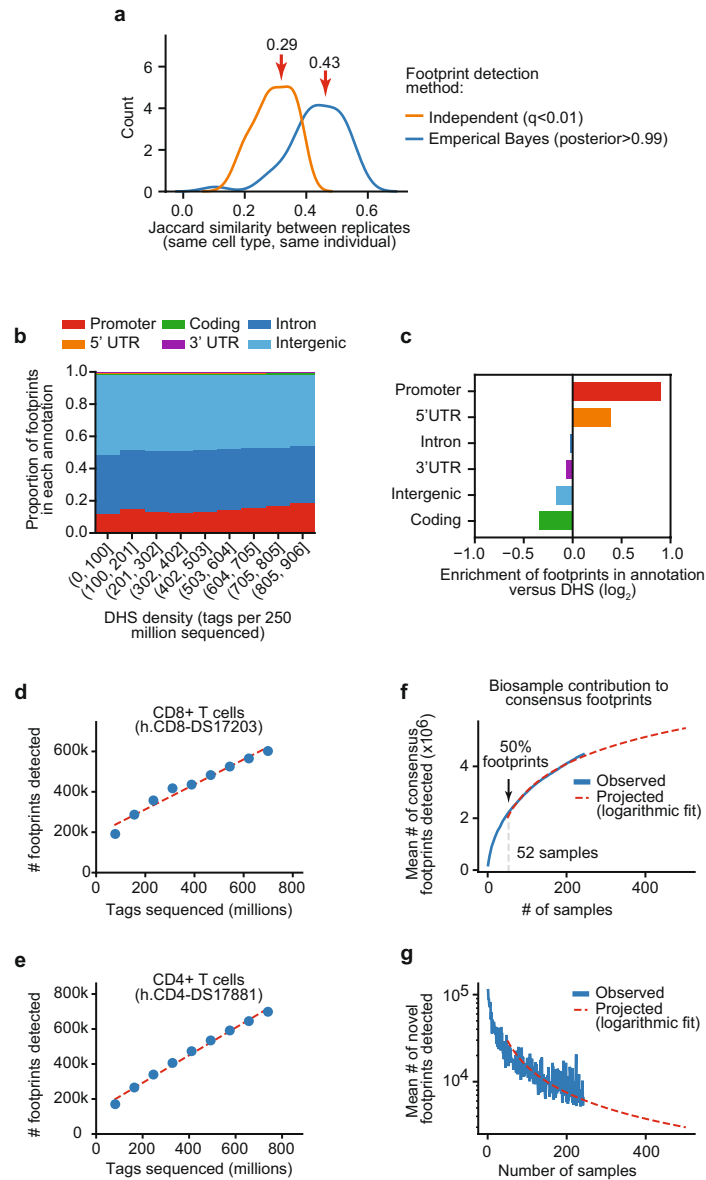 a
0.29
0.43
6
4
2
0
Count
0.0 0.2 0.4 0.6
Jaccard similarity between replicates
(same cell type, same individual)
Footprint detection
method:
Independent (q<0.01)
Emperical Bayes (posterior>0.99)
b
Promoter Coding Intron
5' UTR 3' UTR Intergenic
1.0
0.8
0.6
0.4
0.2
0.0
Proportion of footprints
in each annotation
(0, 100]
(100, 201]
(201, 302]
(302, 402]
(402, 503]
(503, 604]
(604, 705]
(705, 805]
(805, 906]
DHS density (tags per 250
million sequenced)
c
Promoter
5'UTR
Intron
3'UTR
Intergenic
Coding
−1.0 −0.5 0.0 0.5 1.0
Enrichment of footprints in annotation
versus DHS (log2)
d
CD8+ T cells
(h.CD8-DS17203)
600k
400k
200k
0
# footprints detected
0 200 400 600 800
Tags sequenced (millions)
e
CD4+ T cells
(h.CD4-DS17881)
800k
600k
400k
200k
0
# footprints detected
0 200 400 600 800
Tags sequenced (millions)
f
Biosample contribution to
consensus footprints
50%
footprints
Observed
Projected
(logarithmic fit)
52 samples
4
2
0
Mean # of consensus
footprints detected (x10^6)
0 200 400
# of samples
g
Observed
Projected
(logarithmic fit)
10^5
10^4
Mean # of novel
footprints detected
0 200 400
Number of samples